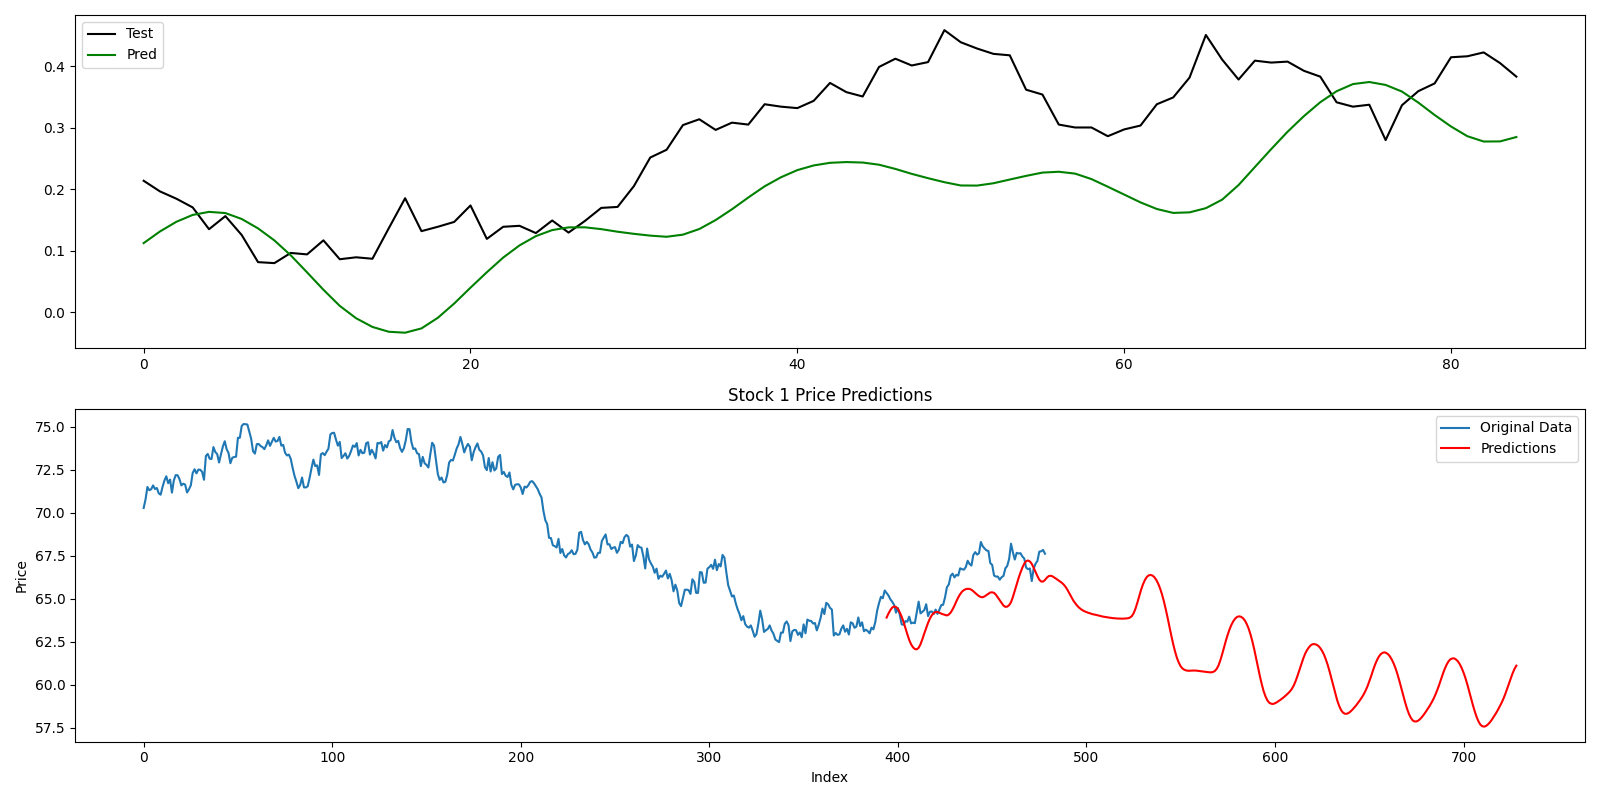 Test
Pred
0.4
0.3
0.2
0.1
0.0
0 20 40 60 80
Stock 1 Price Predictions
Original Data
Predictions
75.0
72.5
70.0
67.5
65.0
62.5
60.0
57.5
Price
0 100 200 300 400 500 600 700
Index